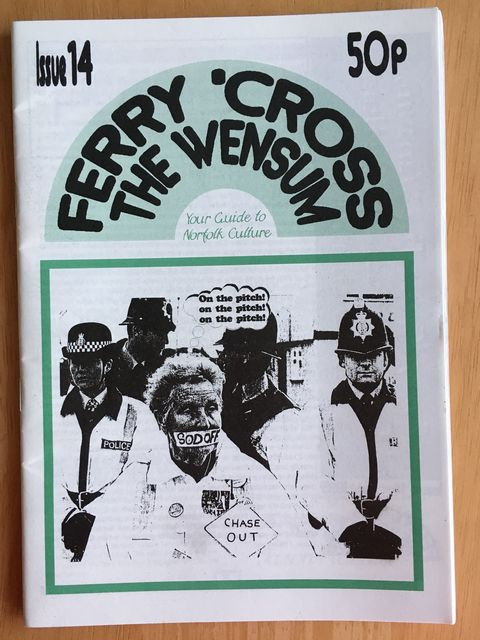 Issue 14
50p
FERRY 'CROSS
THE WENSUM
Your Guide to
Norfolk Culture
On the pitch!
on the pitch!
on the pitch!
SOD OFF
POLICE
CHASE
OUT